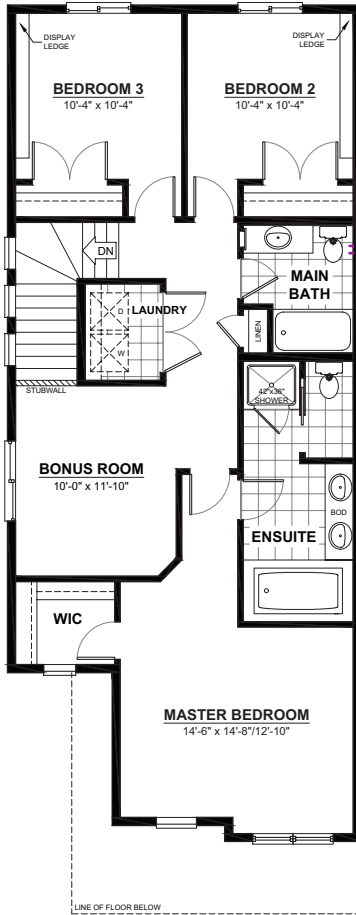 DISPLAY
LEDGE
DISPLAY
LEDGE
BEDROOM 3
10'-4" x 10'-4"
BEDROOM 2
10'-4" x 10'-4"
DN
MAIN
BATH
D
LAUNDRY
W
LINEN
STUBWALL
42"x36"
SHOWER
BONUS ROOM
10'-0" x 11'-10"
BOD
ENSUITE
WIC
MASTER BEDROOM
14'-6" x 14'-8"/12'-10"
LINE OF FLOOR BELOW